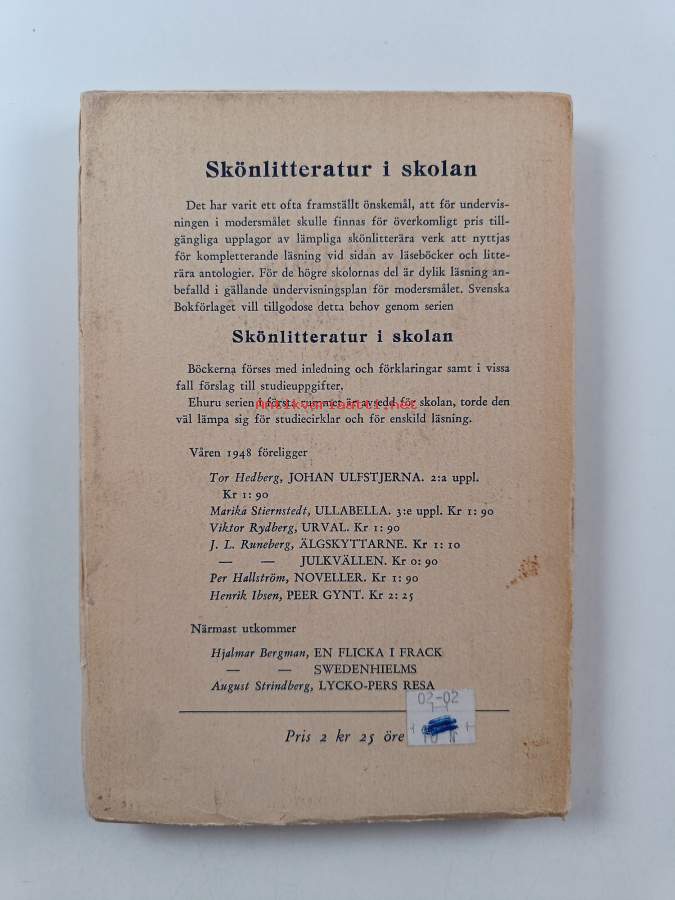 Skönlitteratur i skolan
Det har varit ett ofta framställt önskemål, att för undervis-
ningen i modersmålet skulle finnas för överkomligt pris till-
gängliga upplagor av lämpliga skönlitterära verk att nyttjas
för kompletterande läsning vid sidan av läseböcker och litte-
rära antologier. För de högre skolornas del är dylik läsning an-
befalld i gällande undervisningsplan för modersmålet. Svenska
Bokförlaget vill tillgodose detta behov genom serien
Skönlitteratur i skolan
Böckerna förses med inledning och förklaringar samt i vissa
fall förslag till studieuppgifter.
Ehuru serien i första rummet är avsedd för skolan, torde den
väl lämpa sig för studiecirklar och för enskild läsning.
Antikvariaatti.net
Våren 1948 föreligger
Tor Hedberg, JOHAN ULFSTJERNA. 2:a uppl.
Kr 1:90
Marika Stiernstedt, ULLABELLA. 3:e uppl. Kr 1:90
Viktor Rydberg, URVAL. Kr 1:90
J. L. Runeberg, ÄLGSKYTTARNE. Kr 1:10
— — JULKVÄLLEN. Kr 0:90
Per Hallström, NOVELLER. Kr 1:90
Henrik Ibsen, PEER GYNT. Kr 2:25
Närmast utkommer
Hjalmar Bergman, EN FLICKA I FRACK
— — SWEDENHIELMS
August Strindberg, LYCKO-PERS RESA
02-02
Pris 2 kr 25 öre